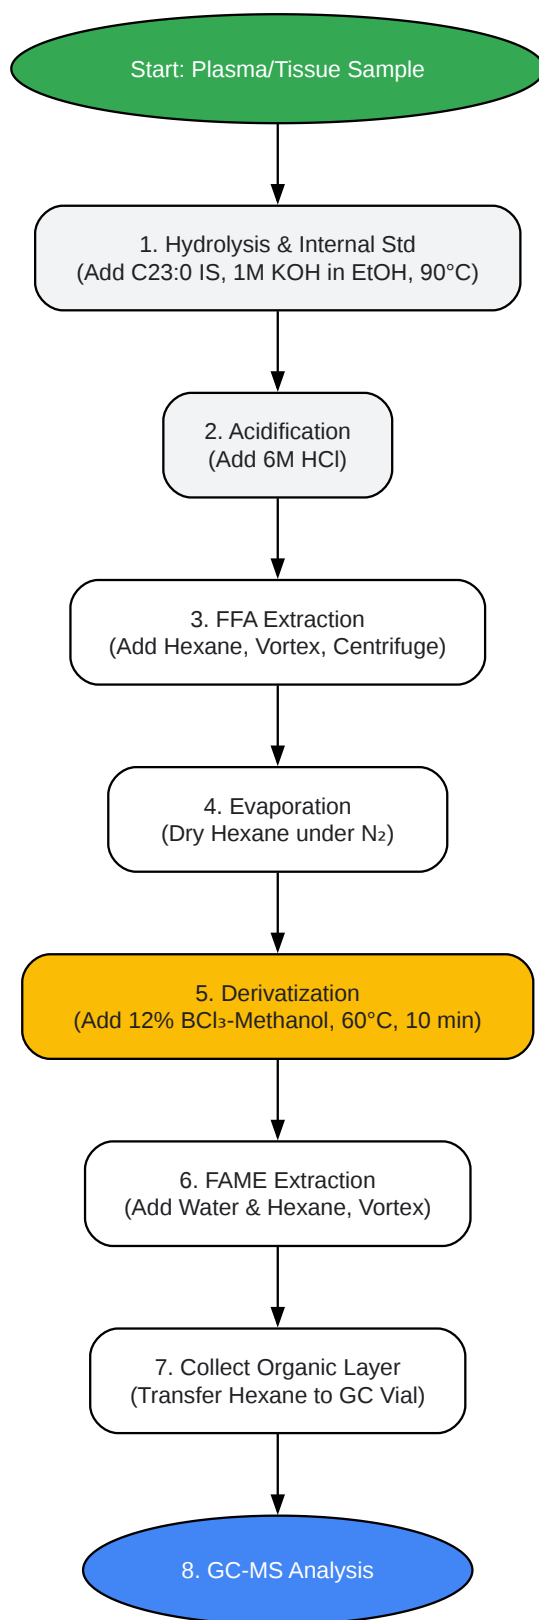 Start: Plasma/Tissue Sample
1. Hydrolysis & Internal Std
(Add C23:0 IS, 1M KOH in EtOH, 90°C)
2. Acidification
(Add 6M HCl)
3. FFA Extraction
(Add Hexane, Vortex, Centrifuge)
4. Evaporation
(Dry Hexane under N₂)
5. Derivatization
(Add 12% BCl₃-Methanol, 60°C, 10 min)
6. FAME Extraction
(Add Water & Hexane, Vortex)
7. Collect Organic Layer
(Transfer Hexane to GC Vial)
8. GC-MS Analysis